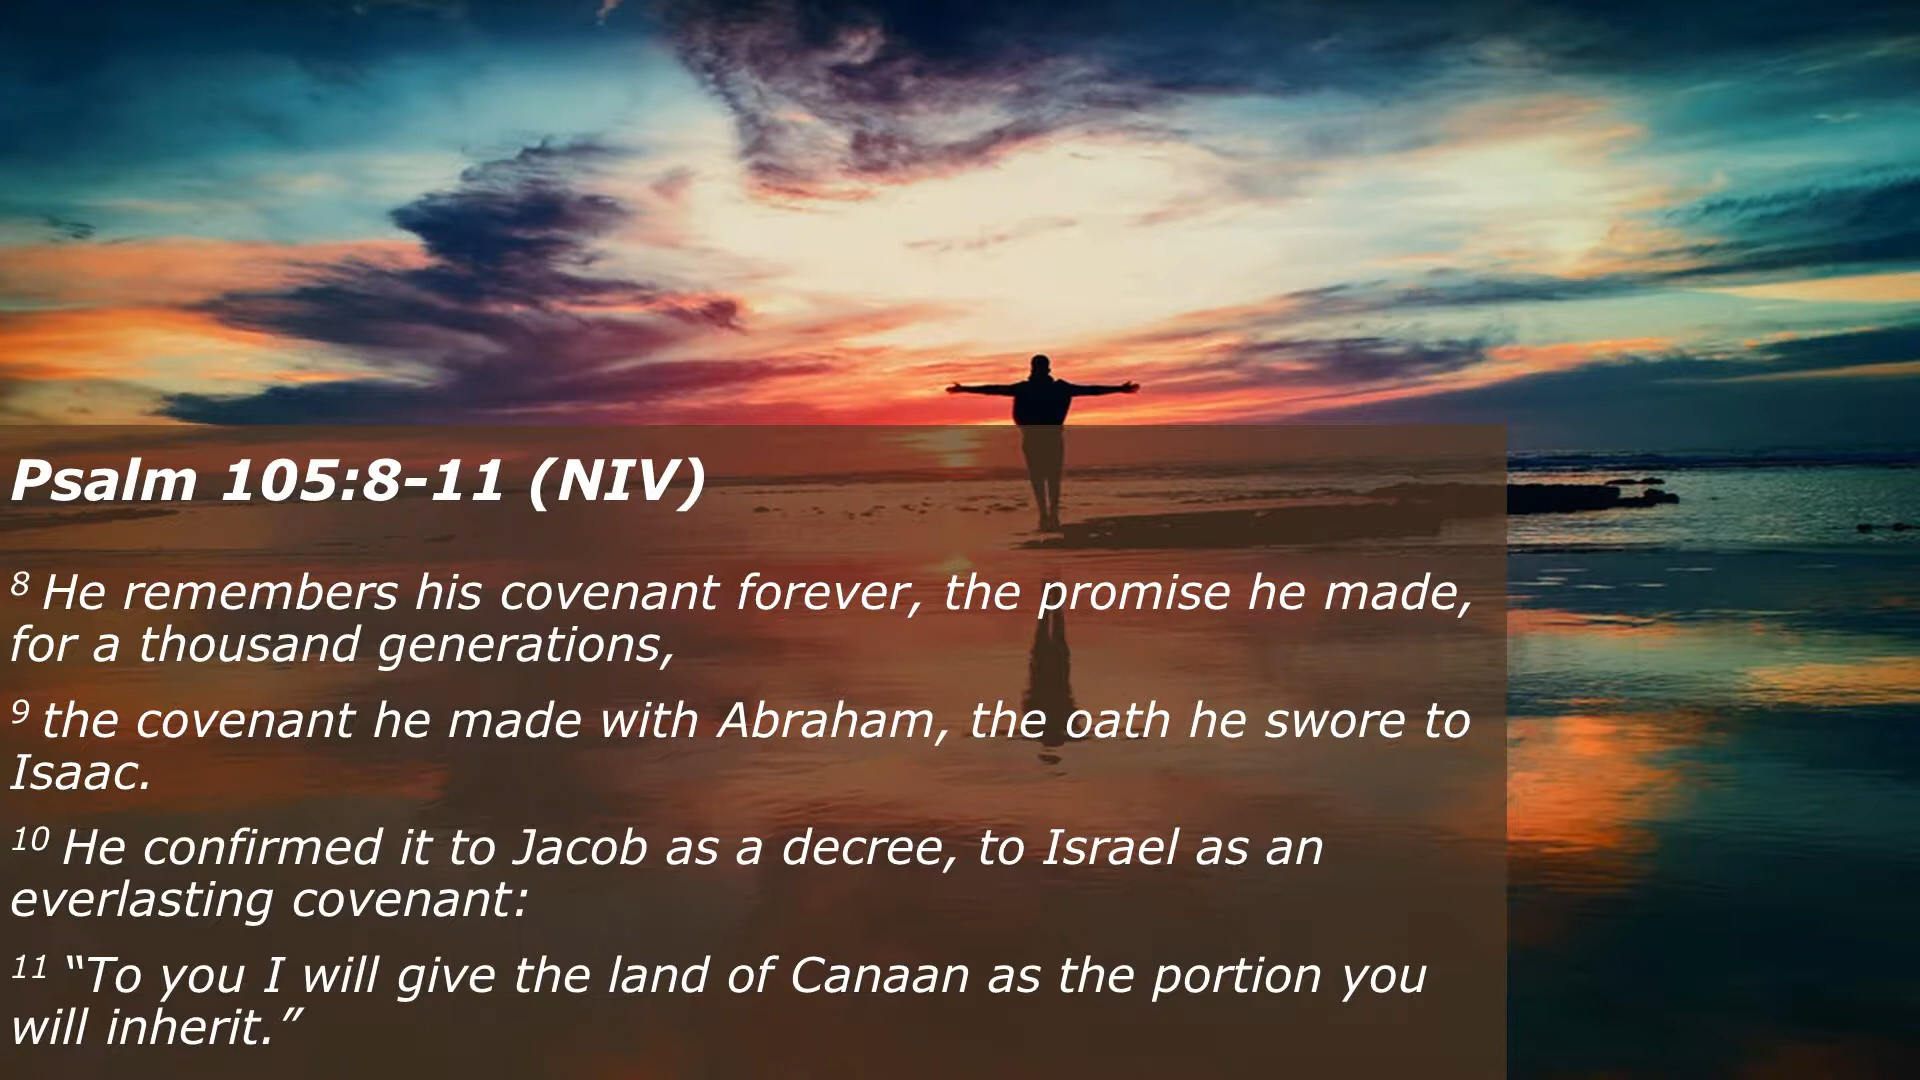 Psalm 105:8-11 (NIV)
8 He remembers his covenant forever, the promise he made,
for a thousand generations,
9 the covenant he made with Abraham, the oath he swore to
Isaac.
10 He confirmed it to Jacob as a decree, to Israel as an
everlasting covenant:
11 “To you I will give the land of Canaan as the portion you
will inherit.”